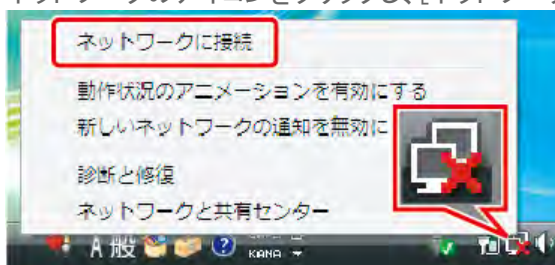 ネットワークに接続
動作状況のアニメーションを有効にする
新しいネットワークの通知を無効に
診断と修復
ネットワークと共有センター
A 般
KANA